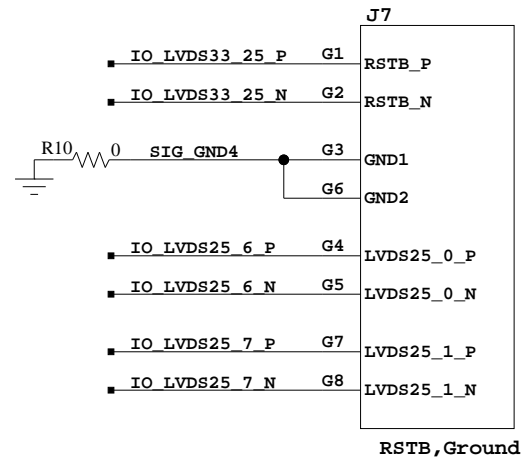 J7
IO_LVDS33_25_P G1 RSTB_P
IO_LVDS33_25_N G2 RSTB_N
R10 0 SIG_GND4 G3 GND1
G6 GND2
IO_LVDS25_6_P G4 LVDS25_0_P
IO_LVDS25_6_N G5 LVDS25_0_N
IO_LVDS25_7_P G7 LVDS25_1_P
IO_LVDS25_7_N G8 LVDS25_1_N
RSTB,Ground